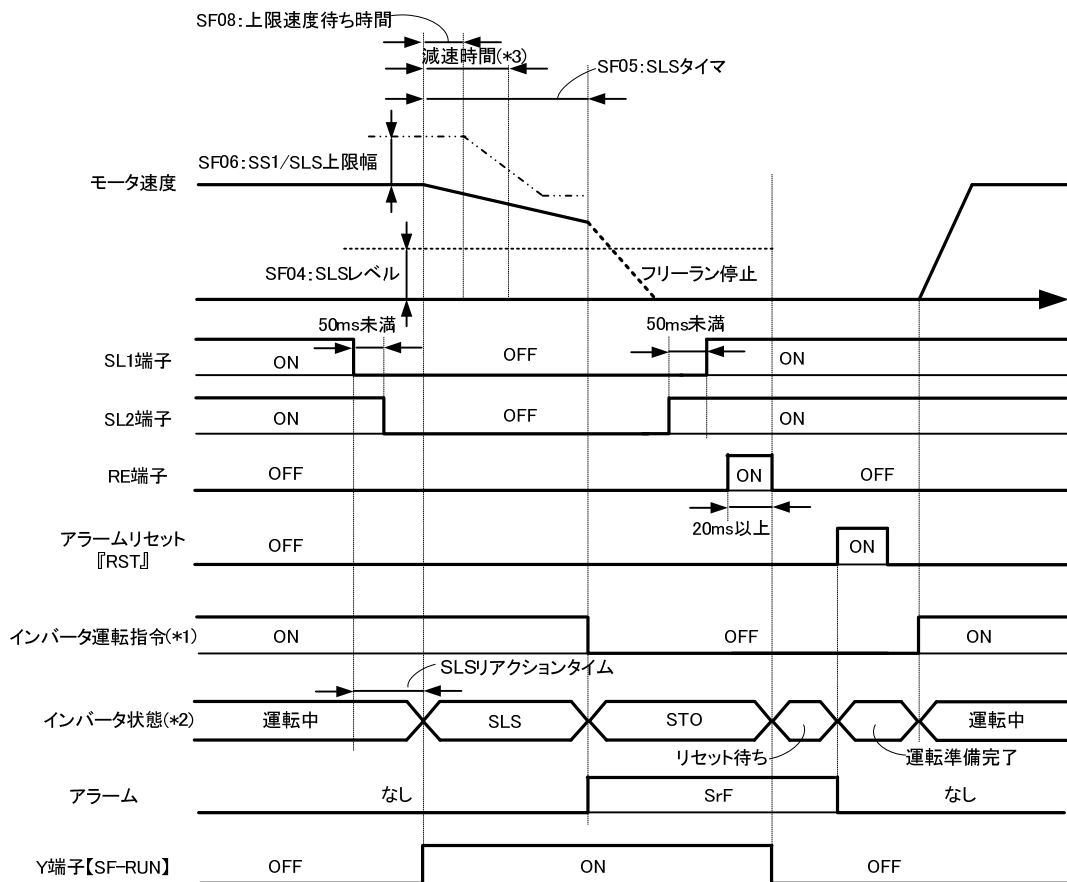 SF08:上限速度待ち時間
減速時間(*3)
SF05:SLSタイマ
SF06:SS1/SLS上限幅
モータ速度
SF04:SLSレベル
フリーラン停止
50ms未満
50ms未満
SL1端子
ON
OFF
ON
SL2端子
ON
OFF
ON
RE端子
OFF
ON
OFF
20ms以上
アラームリセット
『RST』
OFF
ON
インバータ運転指令(*1)
ON
OFF
ON
SLSリアクションタイム
インバータ状態(*2)
運転中
SLS
STO
運転中
リセット待ち
運転準備完了
アラーム
なし
SrF
なし
Y端子【SF-RUN】
OFF
ON
OFF